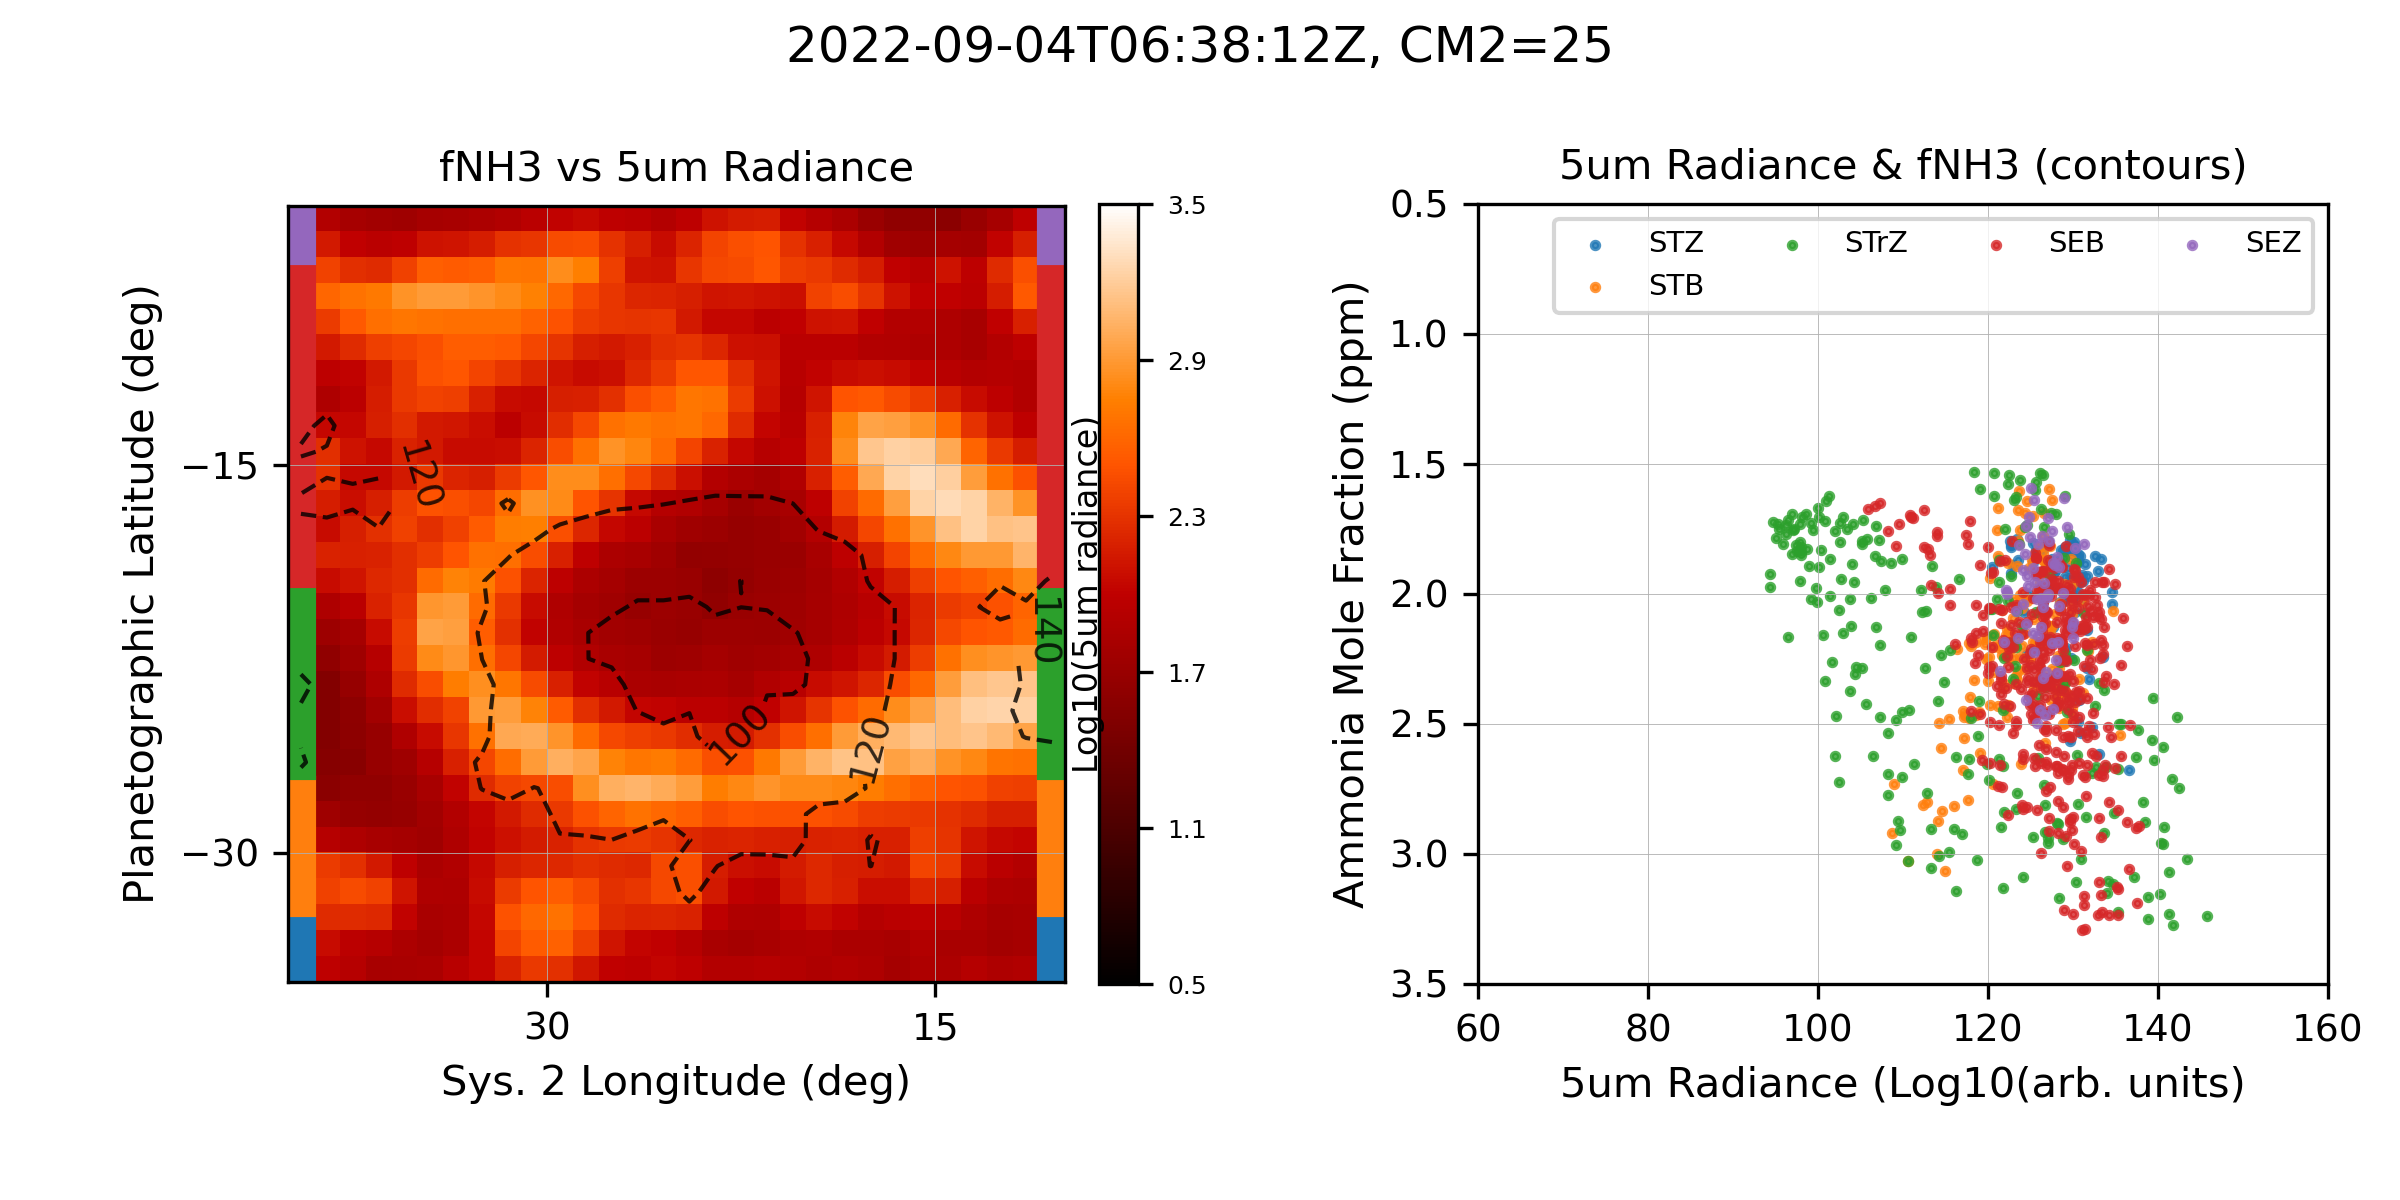 2022-09-04T06:38:12Z, CM2=25
fNH3 vs 5um Radiance
Planetographic Latitude (deg)
−15
−30
120
100
120
140
30
15
Sys. 2 Longitude (deg)
Log10(5um radiance)
3.5
2.9
2.3
1.7
1.1
0.5
5um Radiance & fNH3 (contours)
Ammonia Mole Fraction (ppm)
0.5
1.0
1.5
2.0
2.5
3.0
3.5
STZ
STrZ
SEB
SEZ
STB
60
80
100
120
140
160
5um Radiance (Log10(arb. units)